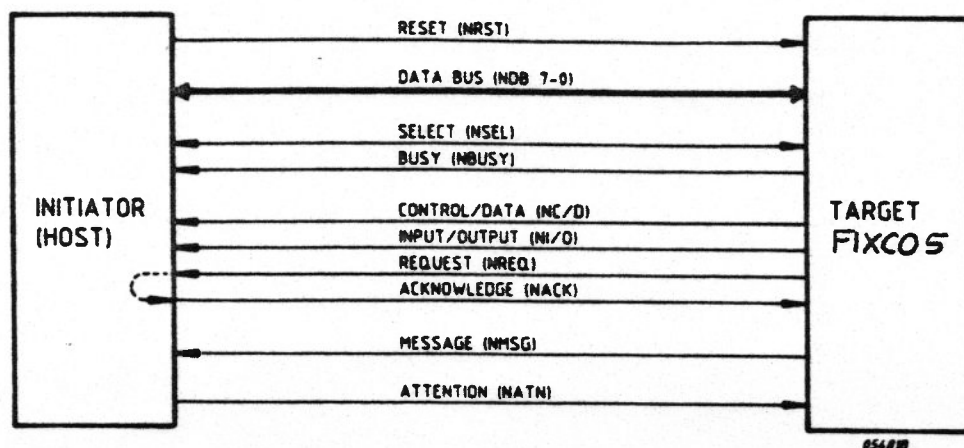 RESET (NRST)
DATA BUS (NDB 7-0)
SELECT (NSEL)
BUSY (NBUSY)
INITIATOR
(HOST)
CONTROL/DATA (NC/D)
INPUT/OUTPUT (NI/O)
REQUEST (NREQ)
ACKNOWLEDGE (NACK)
TARGET
FIXCOS
MESSAGE (NMSG)
ATTENTION (NATN)